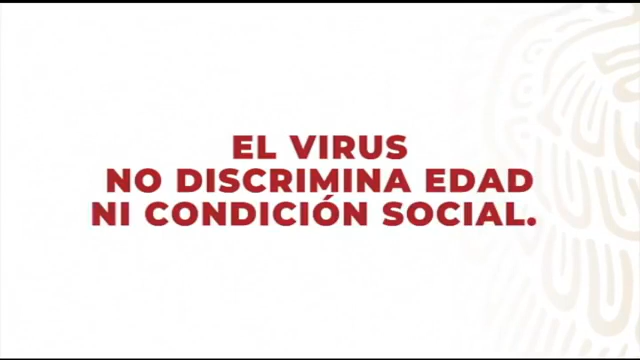 EL VIRUS
NO DISCRIMINA EDAD
NI CONDICIÓN SOCIAL.